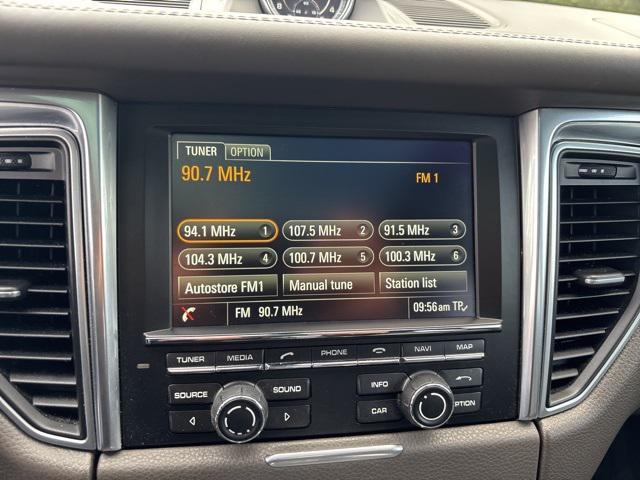 TUNER OPTION
90.7 MHz FM 1
94.1 MHz 1 107.5 MHz 2 91.5 MHz 3
104.3 MHz 4 100.7 MHz 5 100.3 MHz 6
Autostore FM1 Manual tune Station list
FM 90.7 MHz 09:56 am TP
TUNER MEDIA PHONE NAVI MAP
SOURCE SOUND INFO
CAR OPTION